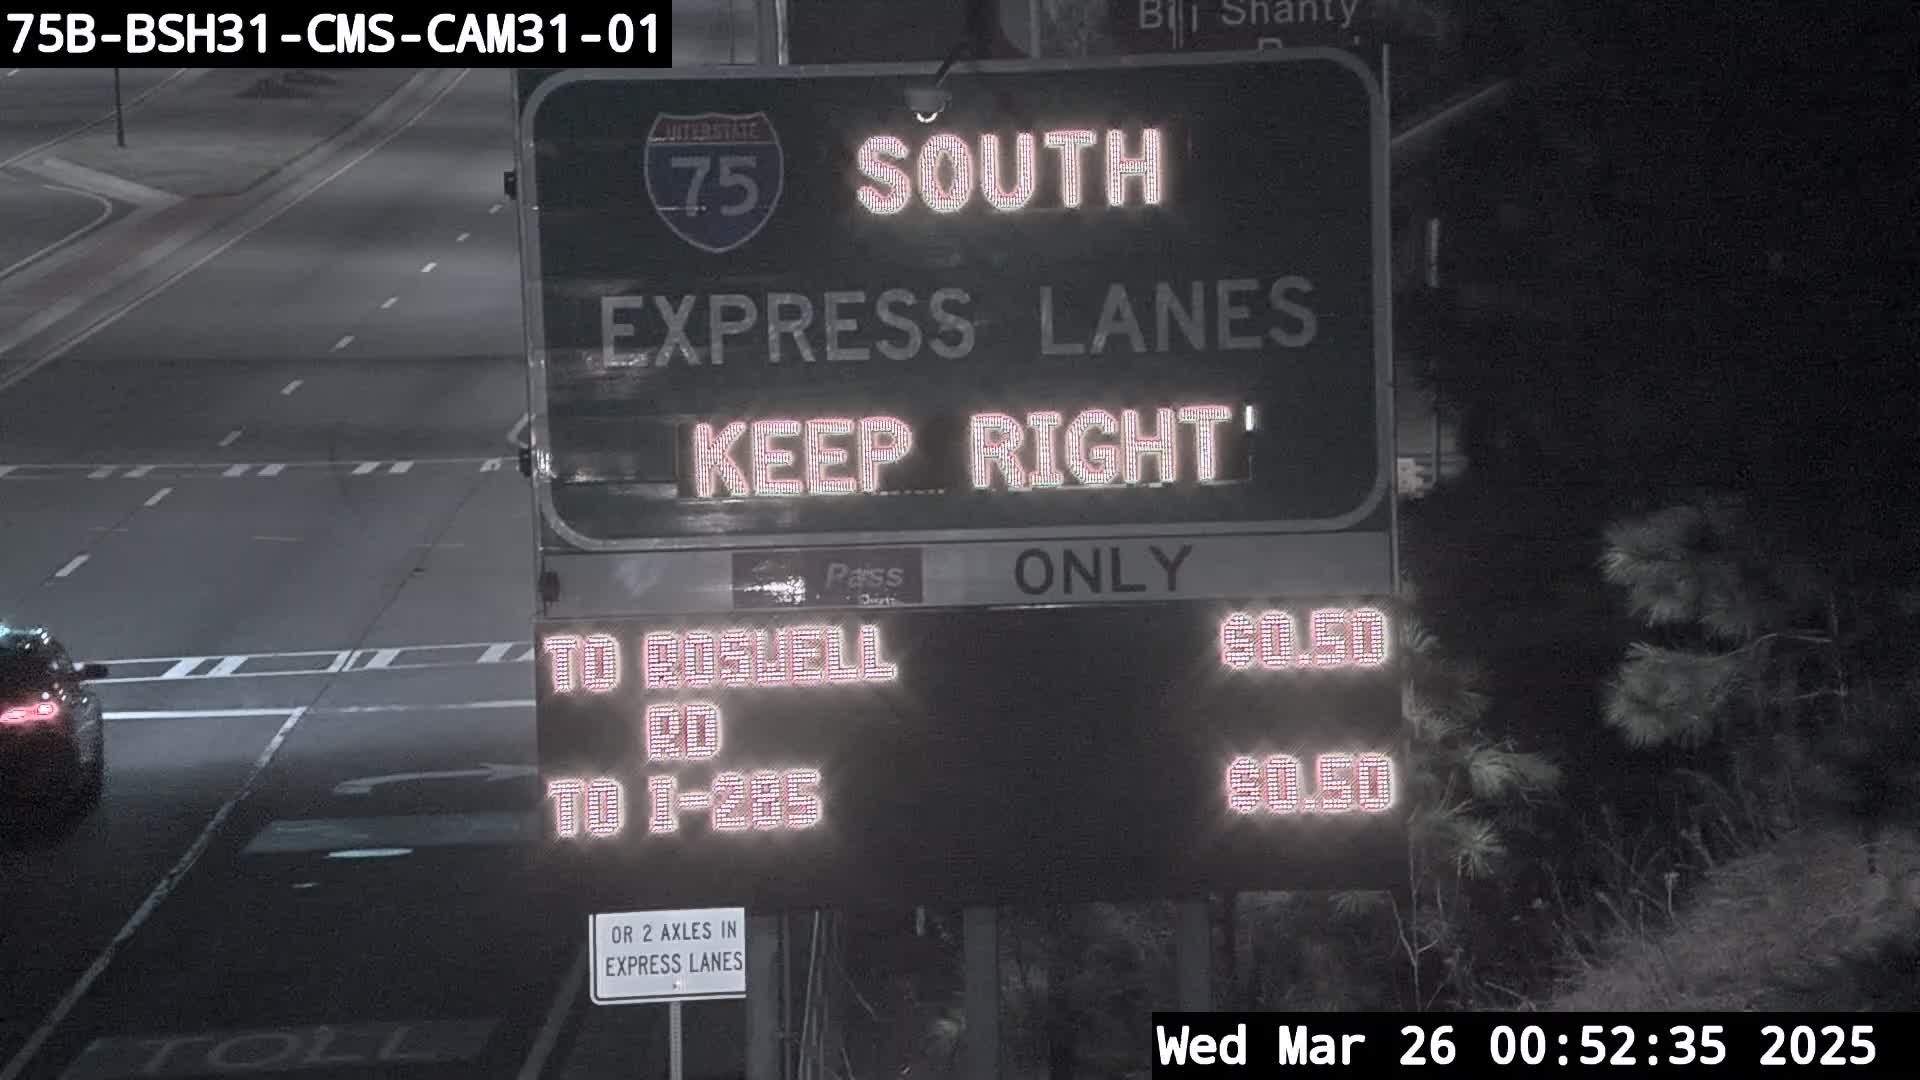 75B-BSH31-CMS-CAM31-01
Shanty
INTERSTATE
75
SOUTH
EXPRESS LANES
KEEP RIGHT
Pass
ONLY
TO ROSWELL $0.50
RD
TO I-285 $0.50
OR 2 AXLES IN
EXPRESS LANES
TOLL
Wed Mar 26 00:52:35 2025